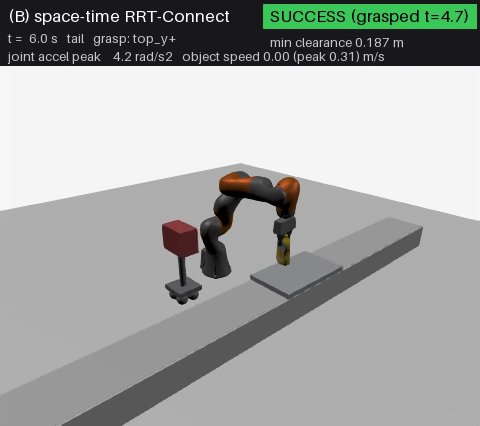 (B) space-time RRT-Connect
SUCCESS (grasped t=4.7)
t =  6.0 s   tail   grasp: top_y+
min clearance 0.187 m
joint accel peak    4.2 rad/s2   object speed 0.00 (peak 0.31) m/s